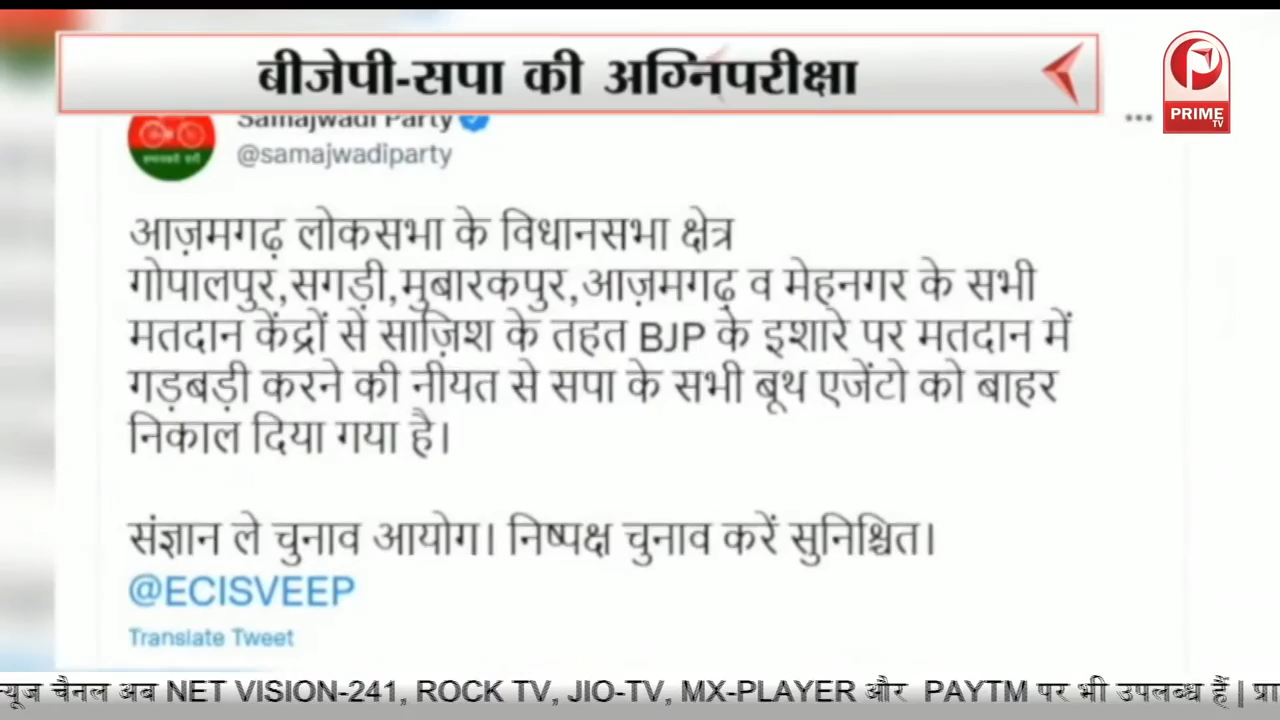 बीजेपी-सपा की अग्निपरीक्षा
PRIME
TV
Samajwadi Party
@samajwadiparty
समाजवादी पार्टी
आज़मगढ़ लोकसभा के विधानसभा क्षेत्र
गोपालपुर,सगड़ी,मुबारकपुर,आज़मगढ़ व मेहनगर के सभी
मतदान केंद्रों से साज़िश के तहत BJP के इशारे पर मतदान में
गड़बड़ी करने की नीयत से सपा के सभी बूथ एजेंटो को बाहर
निकाल दिया गया है।
संज्ञान ले चुनाव आयोग। निष्पक्ष चुनाव करें सुनिश्चित।
@ECISVEEP
Translate Tweet
न्यूज चैनल अब NET VISION-241, ROCK TV, JIO-TV, MX-PLAYER और PAYTM पर भी उपलब्ध हैं | प्रा